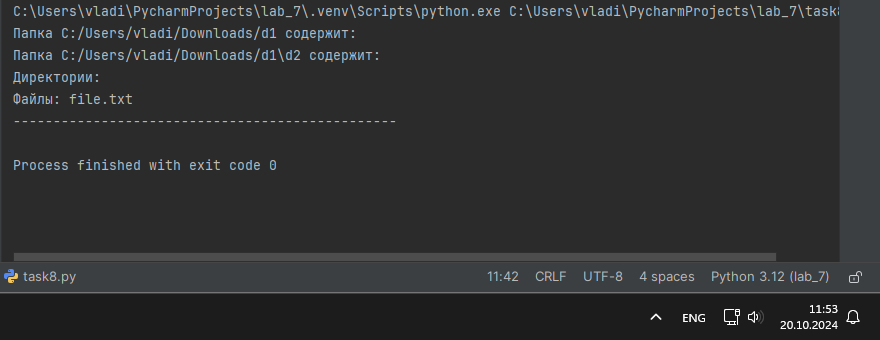 C:\Users\vladi\PycharmProjects\lab_7\.venv\Scripts\python.exe C:\Users\vladi\PycharmProjects\lab_7\task8
Папка C:/Users/vladi/Downloads/d1 содержит:
Папка C:/Users/vladi/Downloads/d1\d2 содержит:
Директории:
Файлы: file.txt
------------------------------------------------
Process finished with exit code 0
task8.py 11:42 CRLF UTF-8 4 spaces Python 3.12 (lab_7)
ENG 11:53
20.10.2024